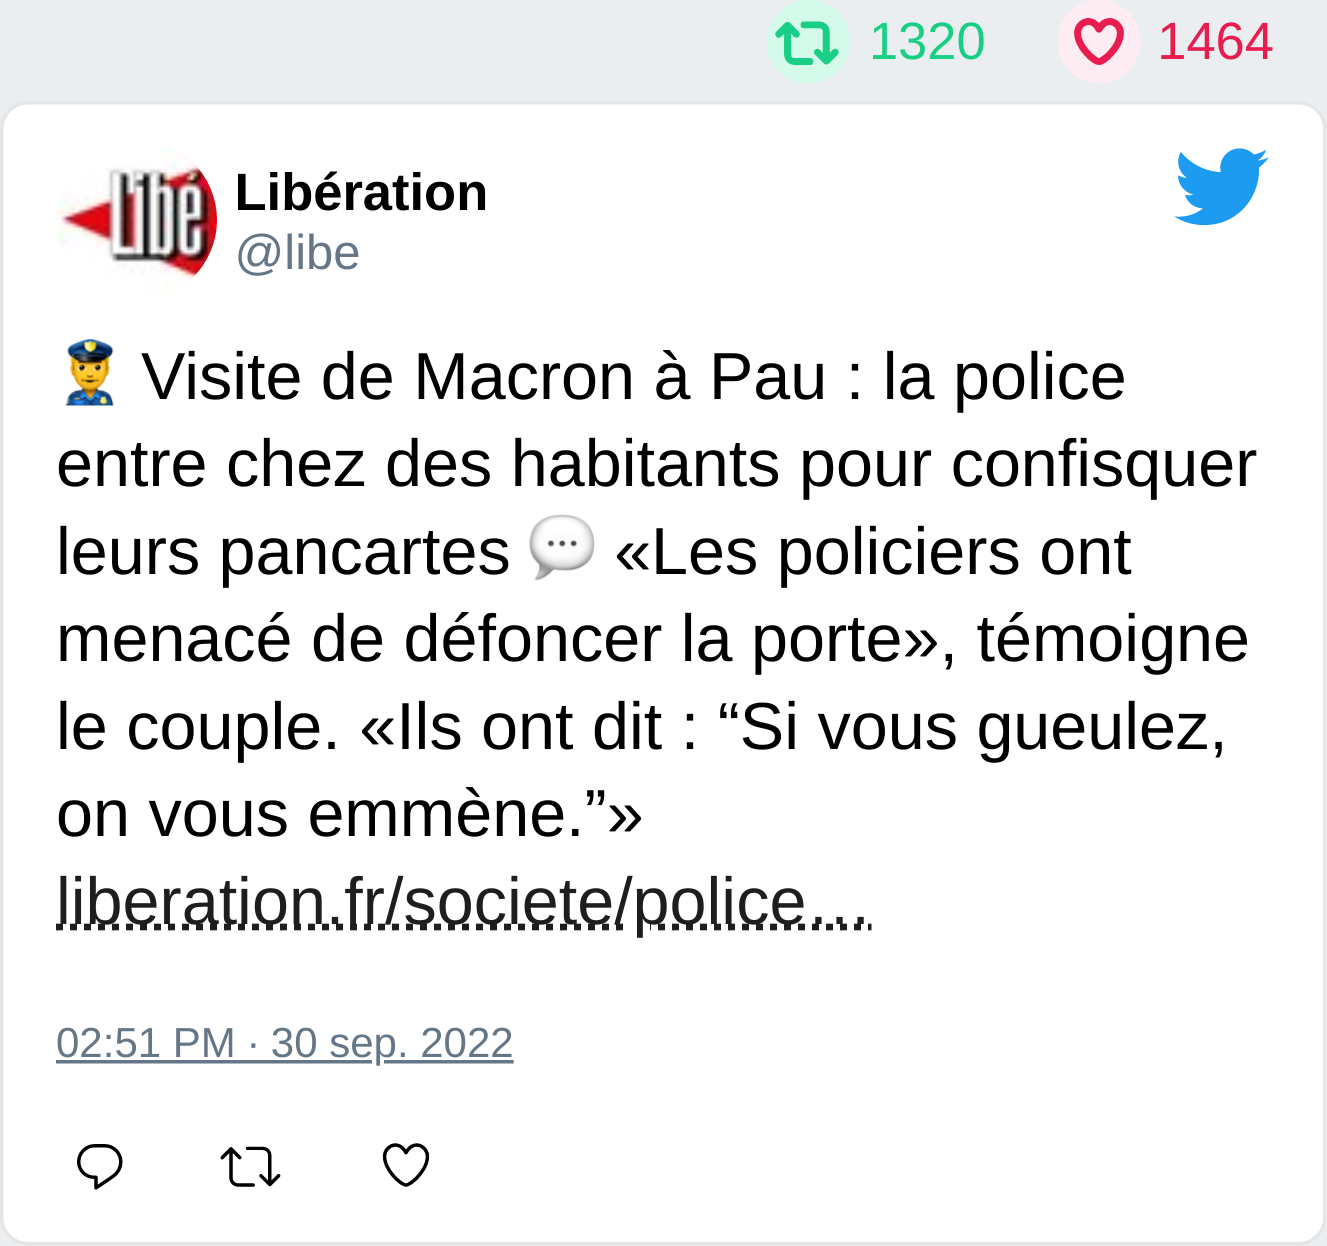 1320 1464
Libé
Libération
@libe
👮 Visite de Macron à Pau : la police
entre chez des habitants pour confisquer
leurs pancartes 💬 «Les policiers ont
menacé de défoncer la porte», témoigne
le couple. «Ils ont dit : “Si vous gueulez,
on vous emmène.”»
liberation.fr/societe/police…
02:51 PM · 30 sep. 2022